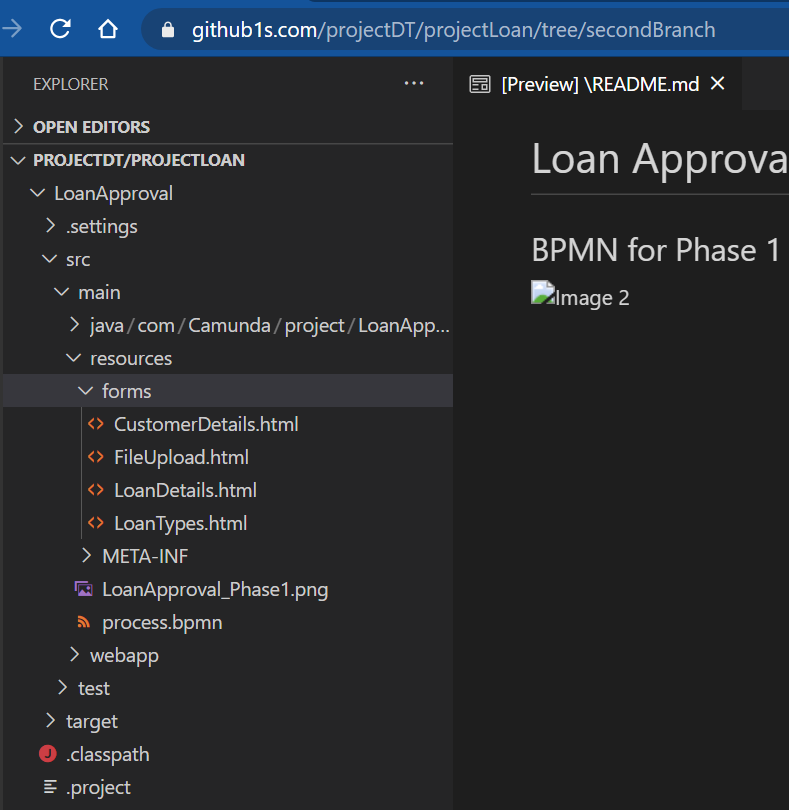 github1s.com/projectDT/projectLoan/tree/secondBranch
EXPLORER
OPEN EDITORS
PROJECTDT/PROJECTLOAN
LoanApproval
.settings
src
main
java/com/Camunda/project/LoanApp...
resources
forms
CustomerDetails.html
FileUpload.html
LoanDetails.html
LoanTypes.html
META-INF
LoanApproval_Phase1.png
process.bpmn
webapp
test
target
J .classpath
.project
[Preview] \README.md
Loan Approva
BPMN for Phase 1
Image 2